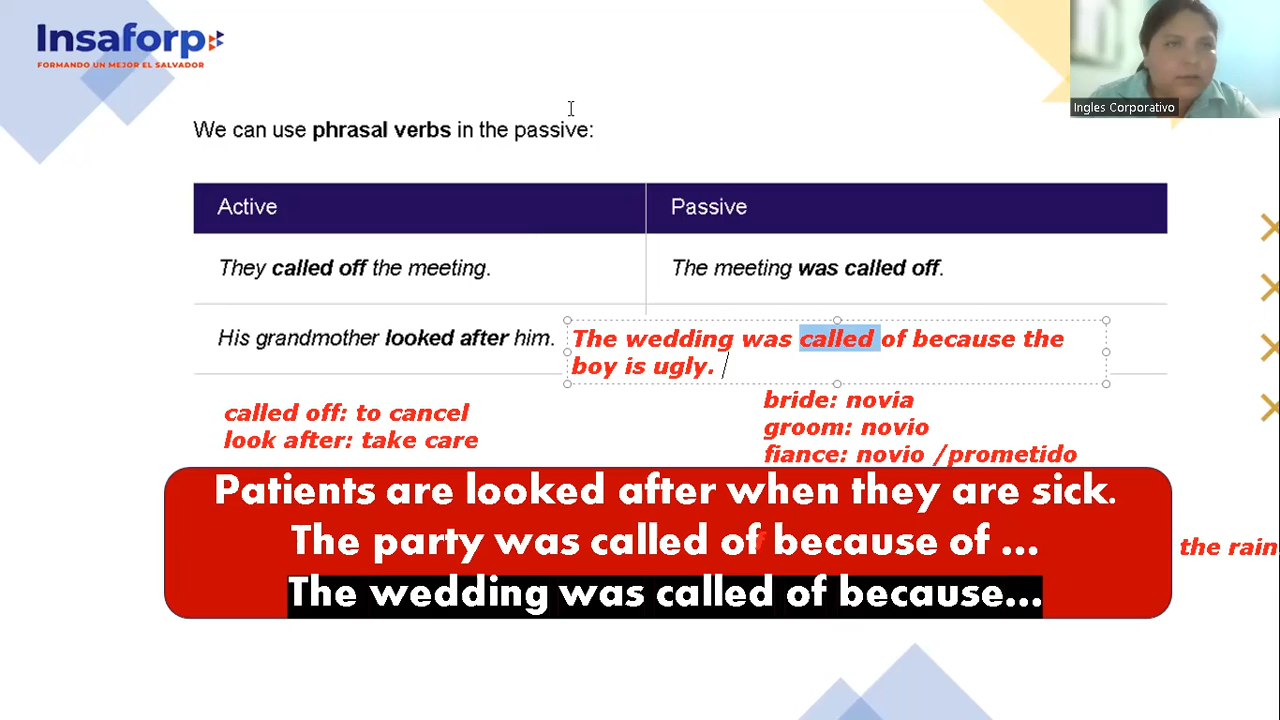 Insaforp
FORMANDO UN MEJOR EL SALVADOR
Ingles Corporativo
We can use phrasal verbs in the passive:
Active
Passive
They called off the meeting.
The meeting was called off.
His grandmother looked after him.
The wedding was called of because the
boy is ugly.
called off: to cancel
look after: take care
bride: novia
groom: novio
fiance: novio /prometido
Patients are looked after when they are sick.
The party was called of because of ...
the rain
The wedding was called of because...